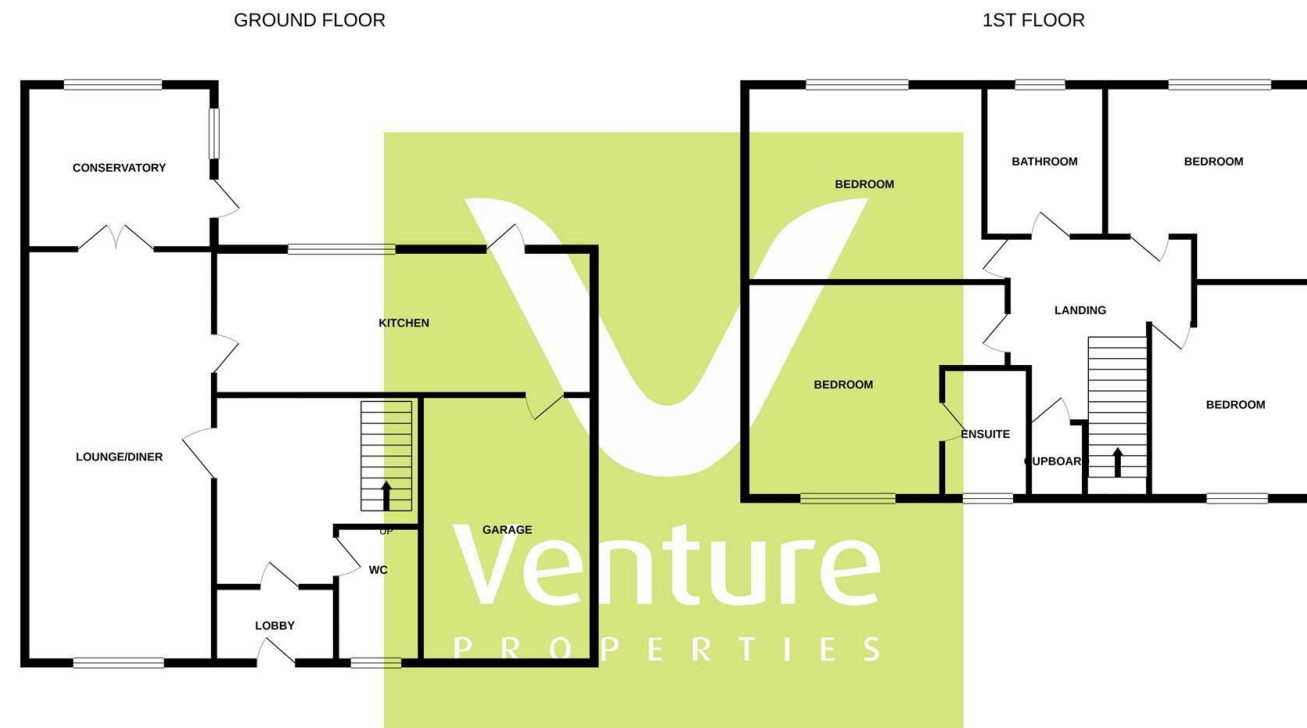 GROUND FLOOR
1ST FLOOR
CONSERVATORY
KITCHEN
LOUNGE/DINER
UP
WC
GARAGE
LOBBY
BEDROOM
BATHROOM
BEDROOM
LANDING
BEDROOM
ENSUITE
CUPBOARD
BEDROOM
Venture
PROPERTIES